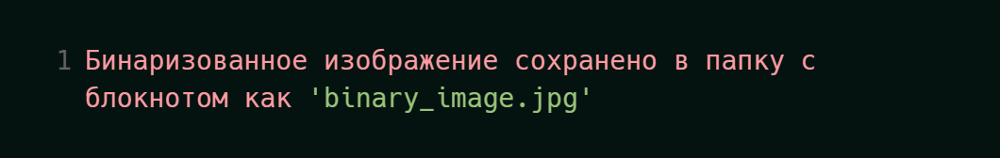 1 Бинаризованное изображение сохранено в папку с
блокнотом как 'binary_image.jpg'